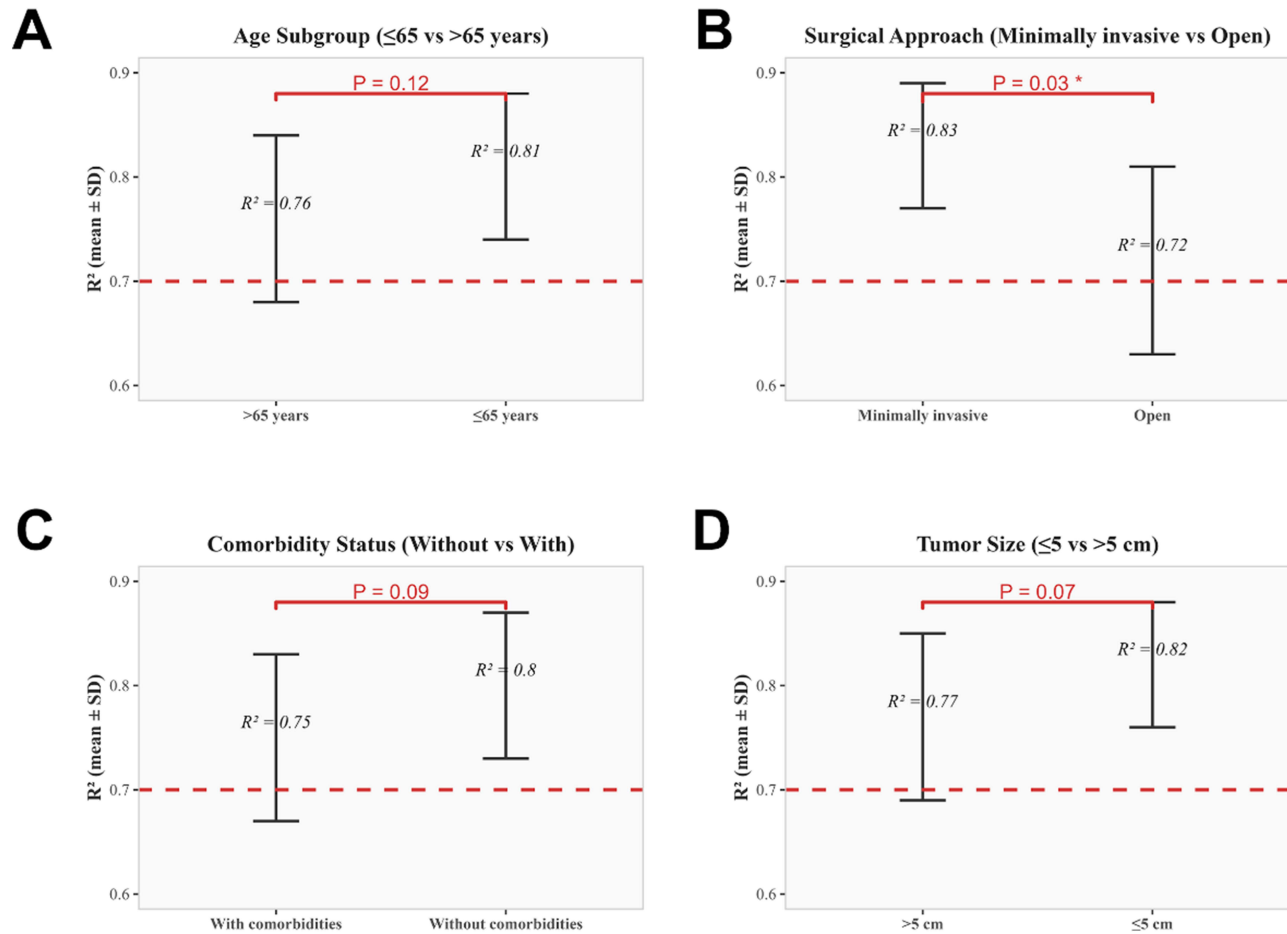 A
Age Subgroup (≤65 vs >65 years)
P = 0.12
0.9
0.8
0.7
0.6
R² (mean ± SD)
R² = 0.76
R² = 0.81
>65 years
≤65 years
B
Surgical Approach (Minimally invasive vs Open)
P = 0.03 *
0.9
0.8
0.7
0.6
R² (mean ± SD)
R² = 0.83
R² = 0.72
Minimally invasive
Open
C
Comorbidity Status (Without vs With)
P = 0.09
0.9
0.8
0.7
0.6
R² (mean ± SD)
R² = 0.75
R² = 0.8
With comorbidities
Without comorbidities
D
Tumor Size (≤5 vs >5 cm)
P = 0.07
0.9
0.8
0.7
0.6
R² (mean ± SD)
R² = 0.77
R² = 0.82
>5 cm
≤5 cm